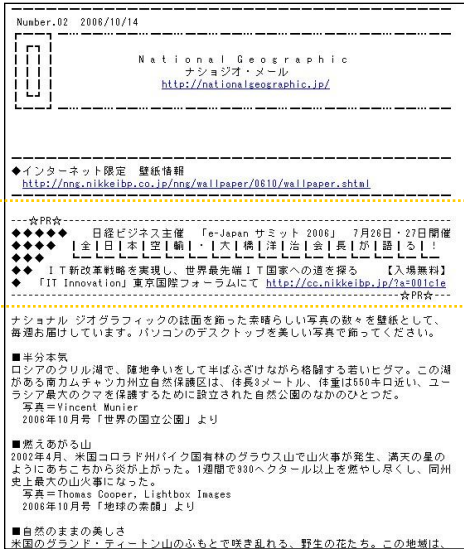 Number.02 2006/10/14
National Geographic
ナショジオ・メール
http://nationalgeographic.jp/
◆インターネット限定 壁紙情報
http://nng.nikkeibp.co.jp/nng/wallpaper/0610/wallpaper.shtml
---☆PR☆---
◆◆◆◆◆ 日経ビジネス主催 「e-Japan サミット 2006」 7月26日・27日開催
◆◆◆◆ |全|日|本|空|輸|・|大|橋|洋|治|会|長|が|語|る|！
◆◆◆
◆◆ IT新改革戦略を実現し、世界最先端IT国家への道を探る 【入場無料】
◆ 「IT Innovation」東京国際フォーラムにて http://cc.nikkeibp.jp/?a=001c1e
---☆PR☆---
ナショナル ジオグラフィックの誌面を飾った素晴らしい写真の数々を壁紙として、
毎週お届けしています。パソコンのデスクトップを美しい写真で飾ってください。
■半分本気
ロシアのクリル湖で、陣地争いをして半ばふざけながら格闘する若いヒグマ。この湖
がある南カムチャツカ州立自然保護区は、体長3メートル、体重は550キロ近い、ユー
ラシア最大のクマを保護するために設立された自然公園のなかのひとつだ。
写真＝Vincent Munier
2006年10月号「世界の国立公園」より
■燃えあがる山
2002年4月、米国コロラド州パイク国有林のグラウス山で山火事が発生、満天の星の
ようにあちこちから炎が上がった。1週間で930ヘクタール以上を燃やし尽くし、同州
史上最大の山火事になった。
写真＝Thomas Cooper, Lightbox Images
2006年10月号「地球の素顔」より
■自然のままの美しさ
米国のグランド・ティートン山のふもとで咲き乱れる、野生の花たち。この地域は、